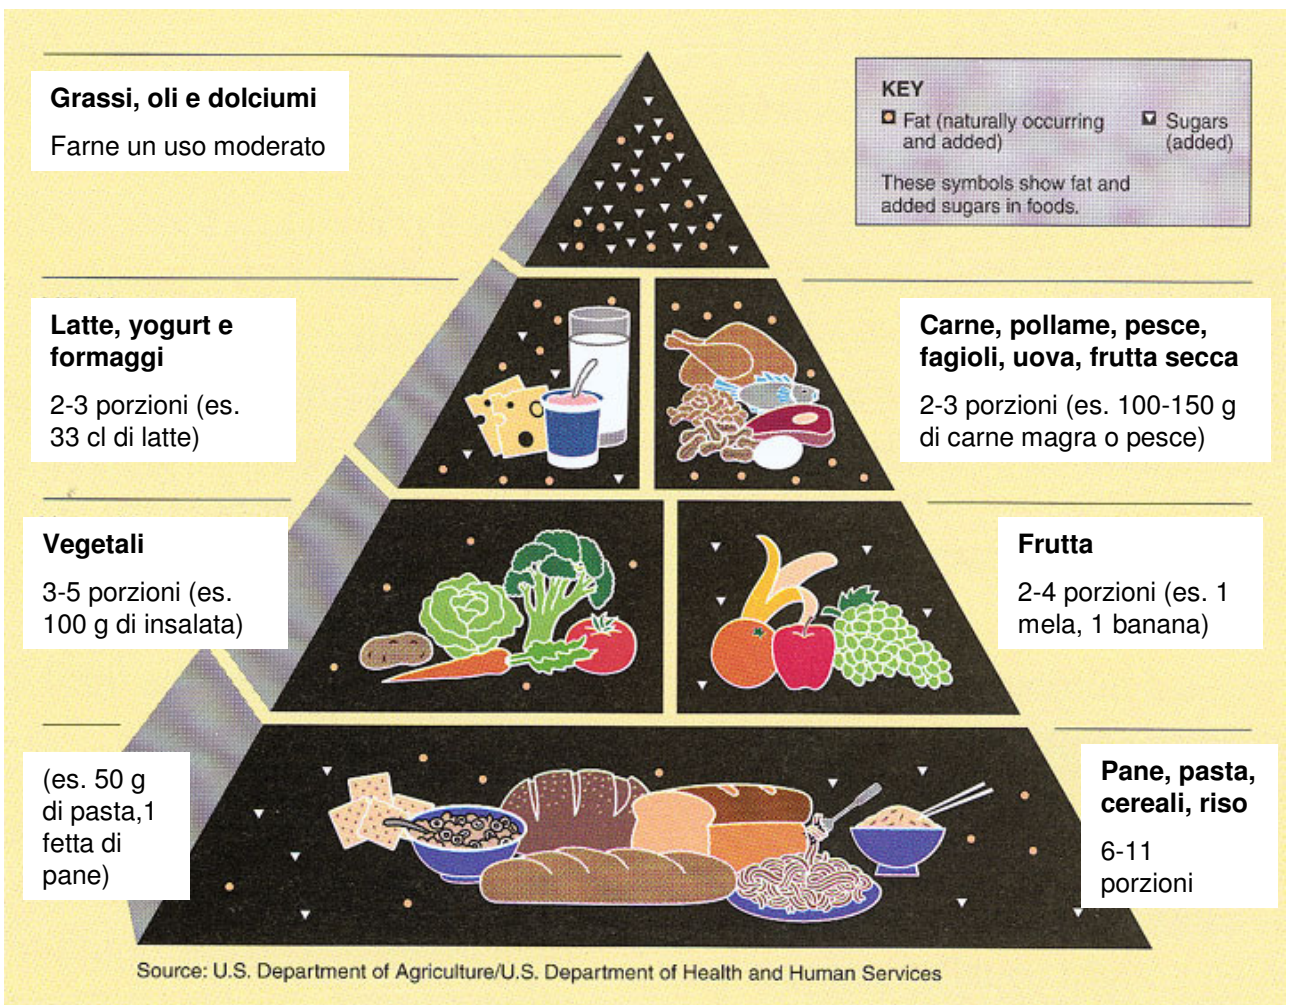 Grassi, oli e dolciumi
Farne un uso moderato
KEY
Fat (naturally occurring
and added)
Sugars
(added)
These symbols show fat and
added sugars in foods.
Latte, yogurt e
formaggi
2-3 porzioni (es.
33 cl di latte)
Carne, pollame, pesce,
fagioli, uova, frutta secca
2-3 porzioni (es. 100-150 g
di carne magra o pesce)
Vegetali
3-5 porzioni (es.
100 g di insalata)
Frutta
2-4 porzioni (es. 1
mela, 1 banana)
(es. 50 g
di pasta,1
fetta di
pane)
Pane, pasta,
cereali, riso
6-11
porzioni
Source: U.S. Department of Agriculture/U.S. Department of Health and Human Services